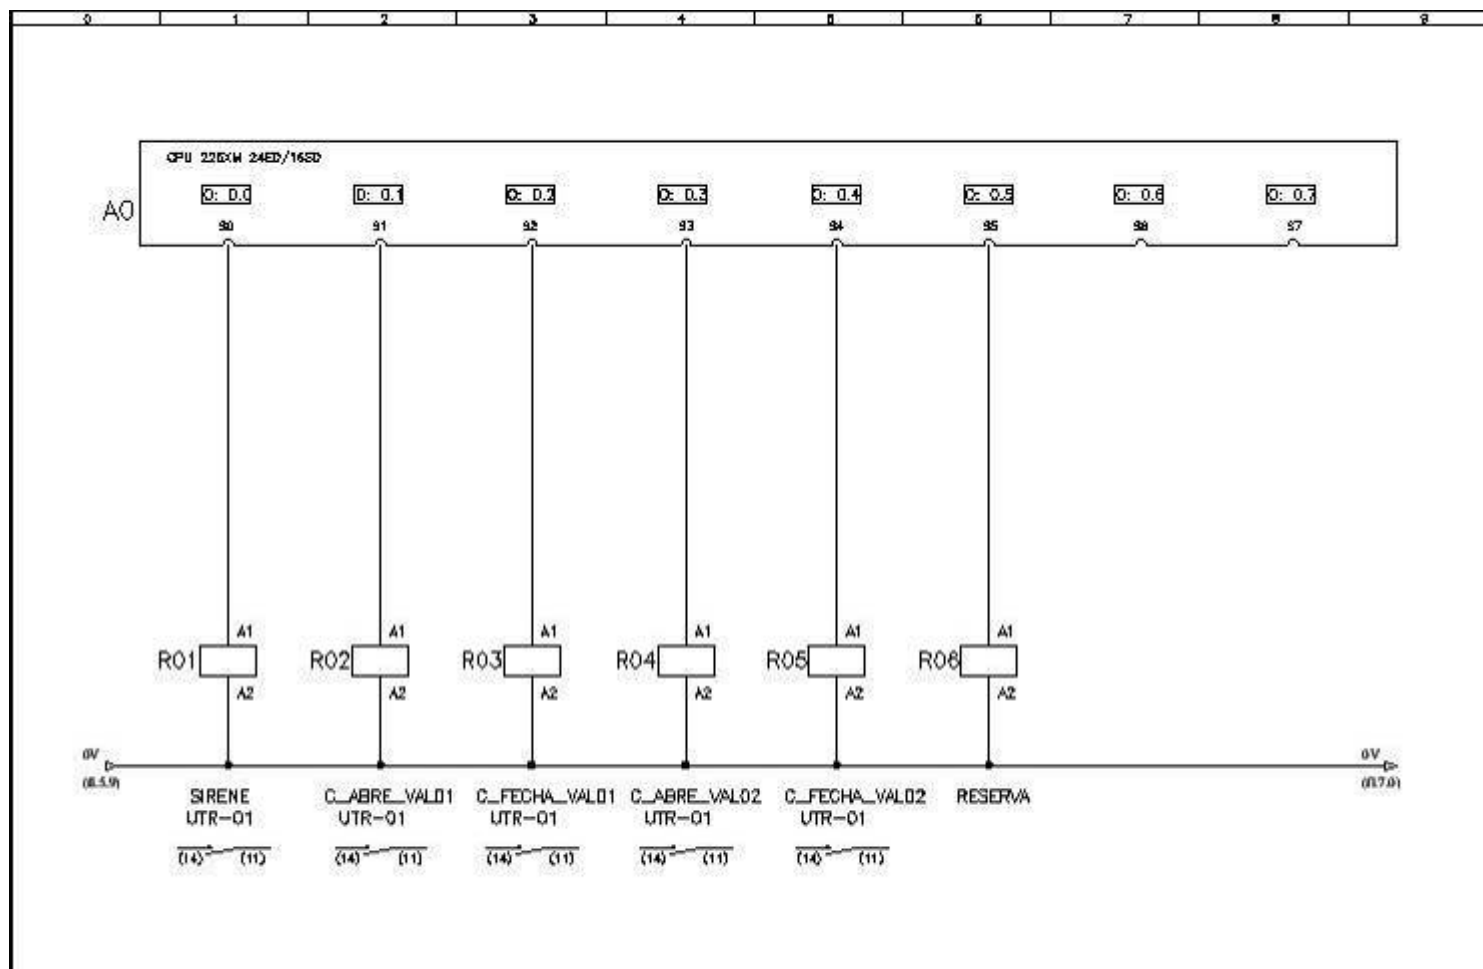 0 1 2 3 4 5 6 7 8 9
CPU 226XM 24ED/16SD
A0
O: 0.0 O: 0.1 O: 0.2 O: 0.3 O: 0.4 O: 0.5 O: 0.6 O: 0.7
S0 S1 S2 S3 S4 S5 S6 S7
A1 A1 A1 A1 A1 A1
R01 R02 R03 R04 R05 R06
A2 A2 A2 A2 A2 A2
0V 0V
SIRENE C_ABRE_VAL01 C_FECHA_VAL01 C_ABRE_VAL02 C_FECHA_VAL02 RESERVA
UTR-01 UTR-01 UTR-01 UTR-01 UTR-01
(14) (11) (14) (11) (14) (11) (14) (11) (14) (11)